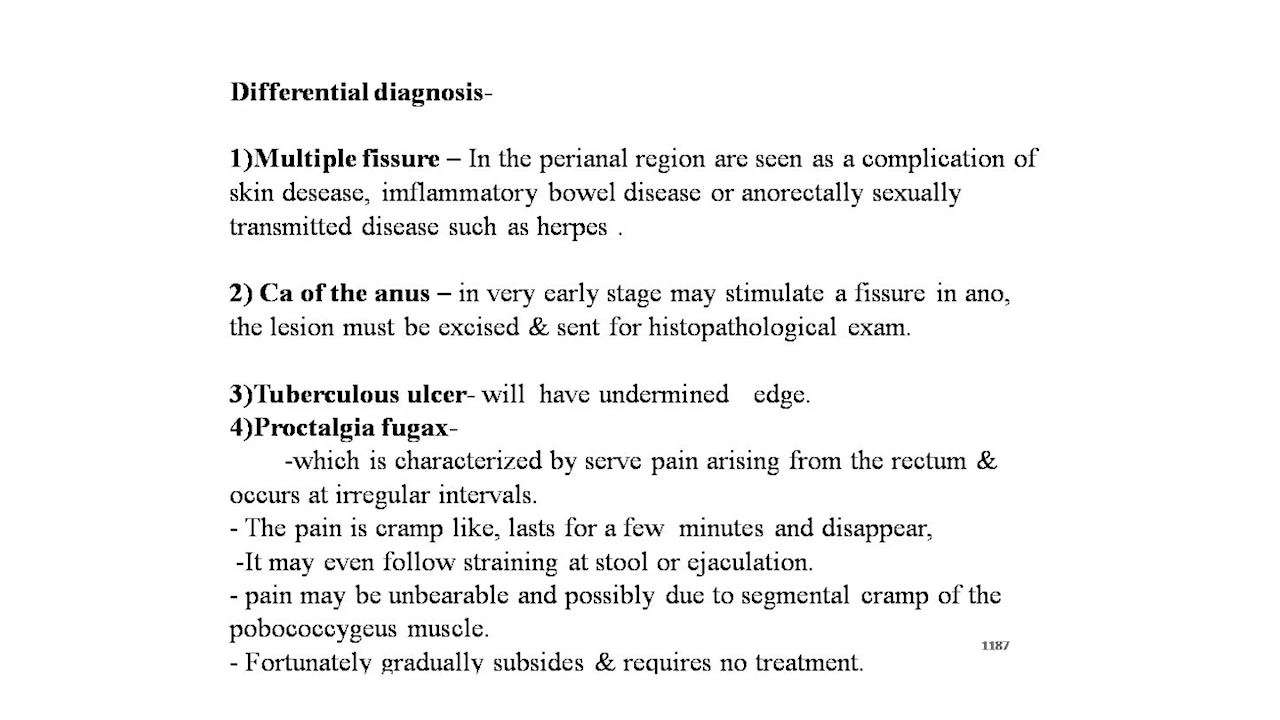 Differential diagnosis-
1)Multiple fissure – In the perianal region are seen as a complication of
skin desease, imflammatory bowel disease or anorectally sexually
transmitted disease such as herpes .
2) Ca of the anus – in very early stage may stimulate a fissure in ano,
the lesion must be excised & sent for histopathological exam.
3)Tuberculous ulcer- will have undermined edge.
4)Proctalgia fugax-
-which is characterized by serve pain arising from the rectum &
occurs at irregular intervals.
- The pain is cramp like, lasts for a few minutes and disappear,
-It may even follow straining at stool or ejaculation.
- pain may be unbearable and possibly due to segmental cramp of the
pobococcygeus muscle.
1187
- Fortunately gradually subsides & requires no treatment.